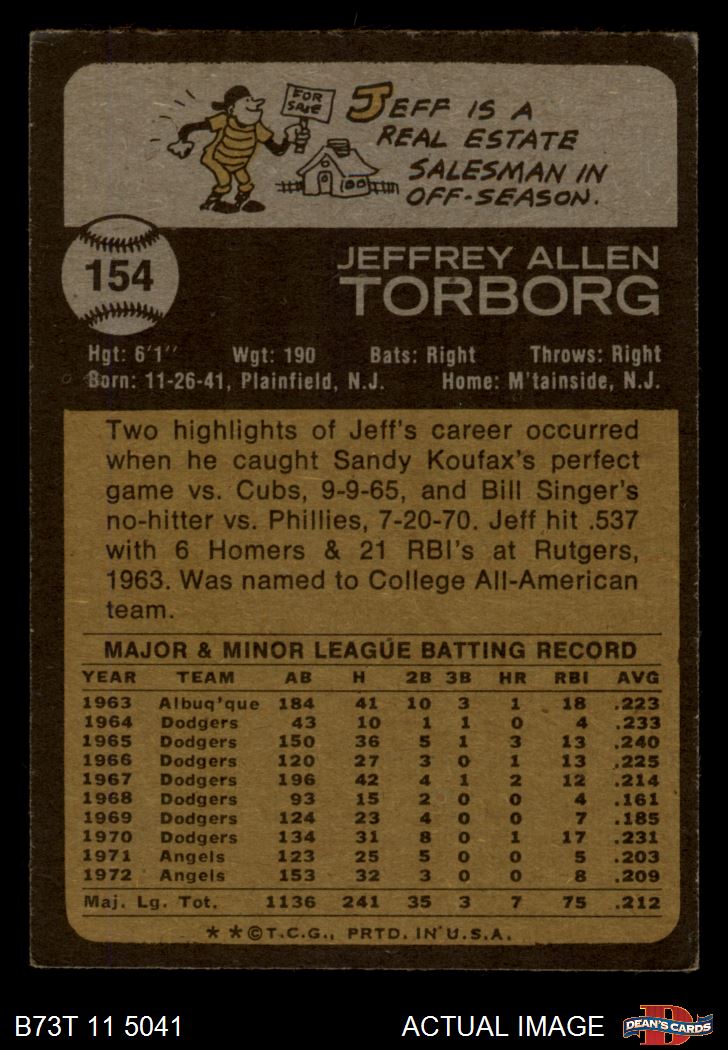 FOR
SALE
JEFF IS A
REAL ESTATE
SALESMAN IN
OFF-SEASON.
154
JEFFREY ALLEN
TORBORG
Hgt: 6'1" Wgt: 190 Bats: Right Throws: Right
Born: 11-26-41, Plainfield, N.J. Home: M'tainside, N.J.
Two highlights of Jeff's career occurred
when he caught Sandy Koufax's perfect
game vs. Cubs, 9-9-65, and Bill Singer's
no-hitter vs. Phillies, 7-20-70. Jeff hit .537
with 6 Homers & 21 RBI's at Rutgers,
1963. Was named to College All-American
team.
MAJOR & MINOR LEAGUE BATTING RECORD
YEAR TEAM AB H 2B 3B HR RBI AVG
1963 Albuq'que 184 41 10 3 1 18 .223
1964 Dodgers 43 10 1 1 0 4 .233
1965 Dodgers 150 36 5 1 3 13 .240
1966 Dodgers 120 27 3 0 1 13 .225
1967 Dodgers 196 42 4 1 2 12 .214
1968 Dodgers 93 15 2 0 0 4 .161
1969 Dodgers 124 23 4 0 0 7 .185
1970 Dodgers 134 31 8 0 1 17 .231
1971 Angels 123 25 5 0 0 5 .203
1972 Angels 153 32 3 0 0 8 .209
Maj. Lg. Tot. 1136 241 35 3 7 75 .212
* * © T.C.G., PRTD. IN U.S.A.
B73T 11 5041 ACTUAL IMAGE D DEAN'S CARDS